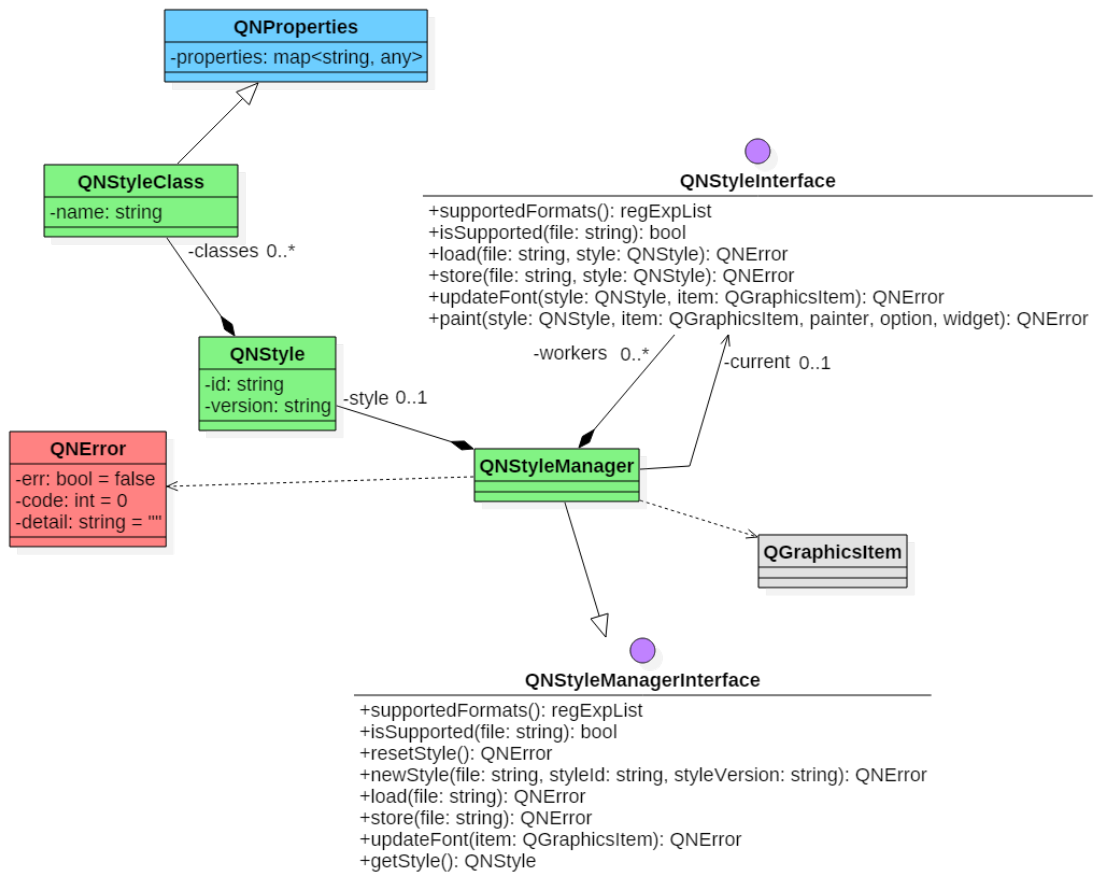 QNProperties
-properties: map<string, any>
QNStyleClass
-name: string
-classes 0..*
QNStyleInterface
+supportedFormats(): regExpList
+isSupported(file: string): bool
+load(file: string, style: QNStyle): QNError
+store(file: string, style: QNStyle): QNError
+updateFont(style: QNStyle, item: QGraphicsItem): QNError
+paint(style: QNStyle, item: QGraphicsItem, painter, option, widget): QNError
-workers 0..*
-current 0..1
QNStyle
-id: string
-version: string
-style 0..1
QNError
-err: bool = false
-code: int = 0
-detail: string = ""
QNStyleManager
QGraphicsItem
QNStyleManagerInterface
+supportedFormats(): regExpList
+isSupported(file: string): bool
+resetStyle(): QNError
+newStyle(file: string, styleId: string, styleVersion: string): QNError
+load(file: string): QNError
+store(file: string): QNError
+updateFont(item: QGraphicsItem): QNError
+getStyle(): QNStyle